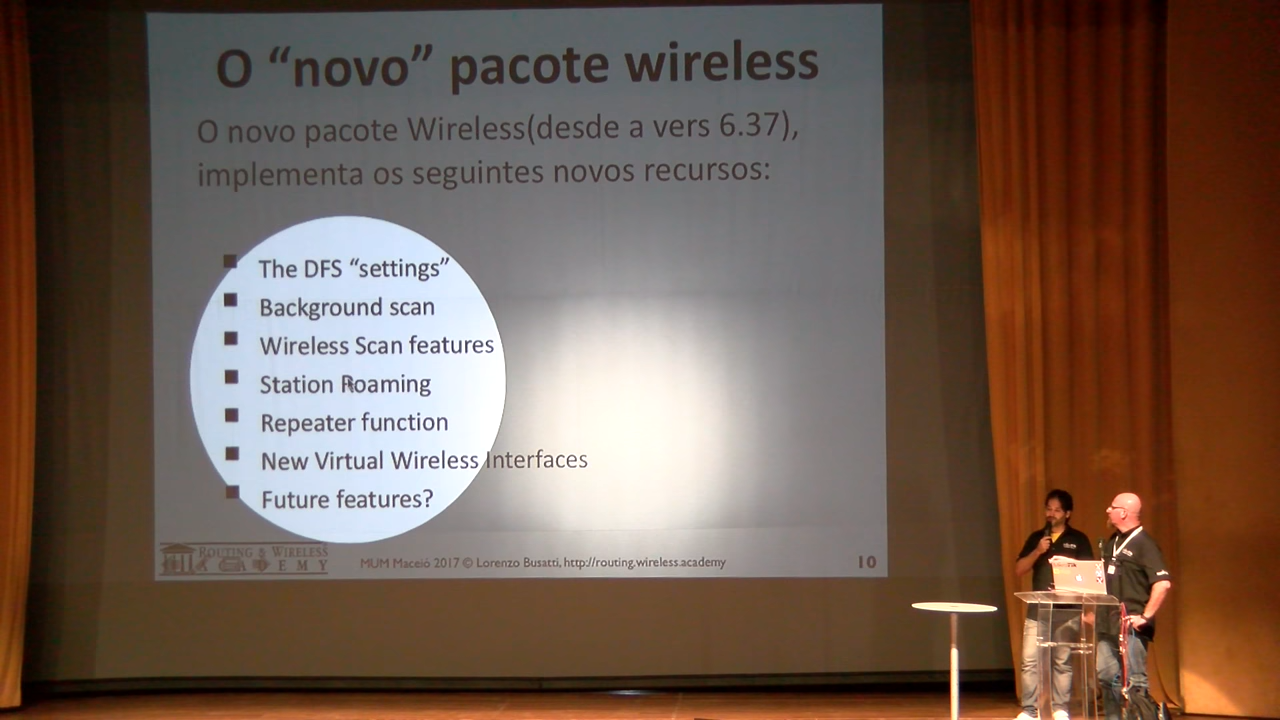 O “novo” pacote wireless
O novo pacote Wireless(desde a vers 6.37),
implementa os seguintes novos recursos:
The DFS “settings”
Background scan
Wireless Scan features
Station Roaming
Repeater function
New Virtual Wireless Interfaces
Future features?
ROUTING & WIRELESS
ACADEMY
MUM Maceió 2017 © Lorenzo Busatti, http://routing.wireless.academy
10